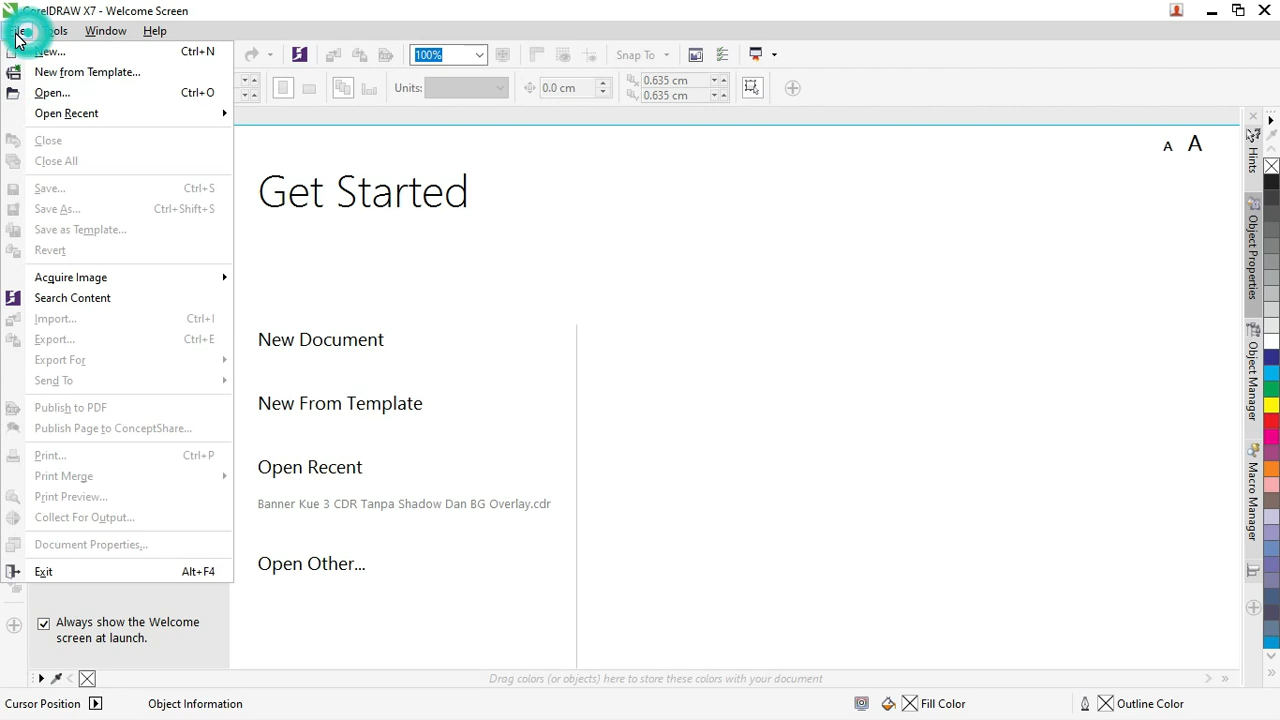 CorelDRAW X7 - Welcome Screen
File Tools Window Help
New... Ctrl+N
New from Template...
Open... Ctrl+O
Open Recent
Close
Close All
Save... Ctrl+S
Save As... Ctrl+Shift+S
Save as Template...
Revert
Acquire Image
Search Content
Import... Ctrl+I
Export... Ctrl+E
Export For
Send To
Publish to PDF
Publish Page to ConceptShare...
Print... Ctrl+P
Print Merge
Print Preview...
Collect For Output...
Document Properties...
Exit Alt+F4
100% Snap To
Units: 0.0 cm 0.635 cm
0.635 cm
A A
Get Started
New Document
New From Template
Open Recent
Banner Kue 3 CDR Tanpa Shadow Dan BG Overlay.cdr
Open Other...
Always show the Welcome
screen at launch.
Hints
Object Properties
Object Manager
Macro Manager
Drag colors (or objects) here to store these colors with your document
Cursor Position Object Information Fill Color Outline Color